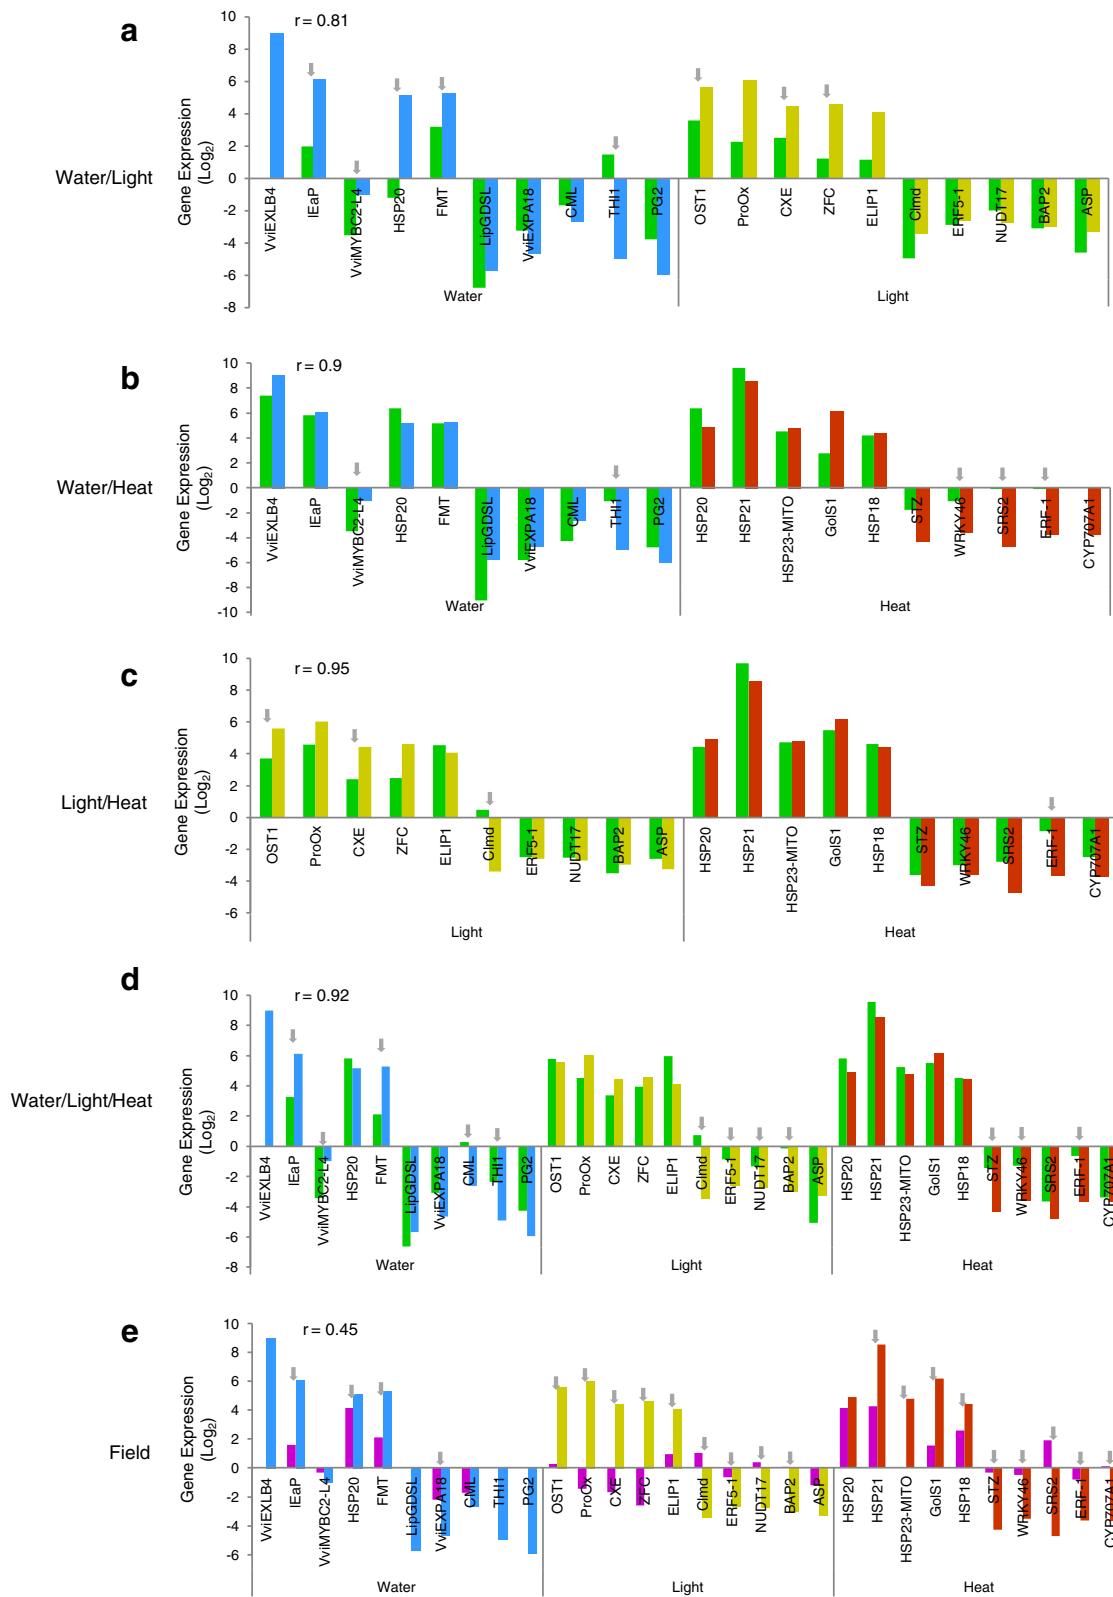 a
r = 0.81
Water/Light
Gene Expression
(Log2)
10
8
6
4
2
0
-2
-4
-6
-8
VviEXLB4
IEaP
VviMYBC2-L4
HSP20
FMT
LipGDSL
VviEXPA18
CML
THI1
PG2
OST1
ProOx
CXE
ZFC
ELIP1
Clmd
ERF5-1
NUDT17
BAP2
ASP
Water
Light
b
r = 0.9
Water/Heat
Gene Expression
(Log2)
10
8
6
4
2
0
-2
-4
-6
-8
-10
VviEXLB4
IEaP
VviMYBC2-L4
HSP20
FMT
LipGDSL
VviEXPA18
CML
THI1
PG2
HSP20
HSP21
HSP23-MITO
GolS1
HSP18
STZ
WRKY46
SRS2
ERF-1
CYP707A1
Water
Heat
c
r = 0.95
Light/Heat
Gene Expression
(Log2)
10
8
6
4
2
0
-2
-4
-6
OST1
ProOx
CXE
ZFC
ELIP1
Clmd
ERF5-1
NUDT17
BAP2
ASP
HSP20
HSP21
HSP23-MITO
GolS1
HSP18
STZ
WRKY46
SRS2
ERF-1
CYP707A1
Light
Heat
d
r = 0.92
Water/Light/Heat
Gene Expression
(Log2)
10
8
6
4
2
0
-2
-4
-6
-8
VviEXLB4
IEaP
VviMYBC2-L4
HSP20
FMT
LipGDSL
VviEXPA18
CML
THI1
PG2
OST1
ProOx
CXE
ZFC
ELIP1
Clmd
ERF5-1
NUDT17
BAP2
ASP
HSP20
HSP21
HSP23-MITO
GolS1
HSP18
STZ
WRKY46
SRS2
ERF-1
CYP707A1
Water
Light
Heat
e
r = 0.45
Field
Gene Expression
(Log2)
10
8
6
4
2
0
-2
-4
-6
VviEXLB4
IEaP
VviMYBC2-L4
HSP20
FMT
LipGDSL
VviEXPA18
CML
THI1
PG2
OST1
ProOx
CXE
ZFC
ELIP1
Clmd
ERF5-1
NUDT17
BAP2
ASP
HSP20
HSP21
HSP23-MITO
GolS1
HSP18
STZ
WRKY46
SRS2
ERF-1
CYP707A1
Water
Light
Heat